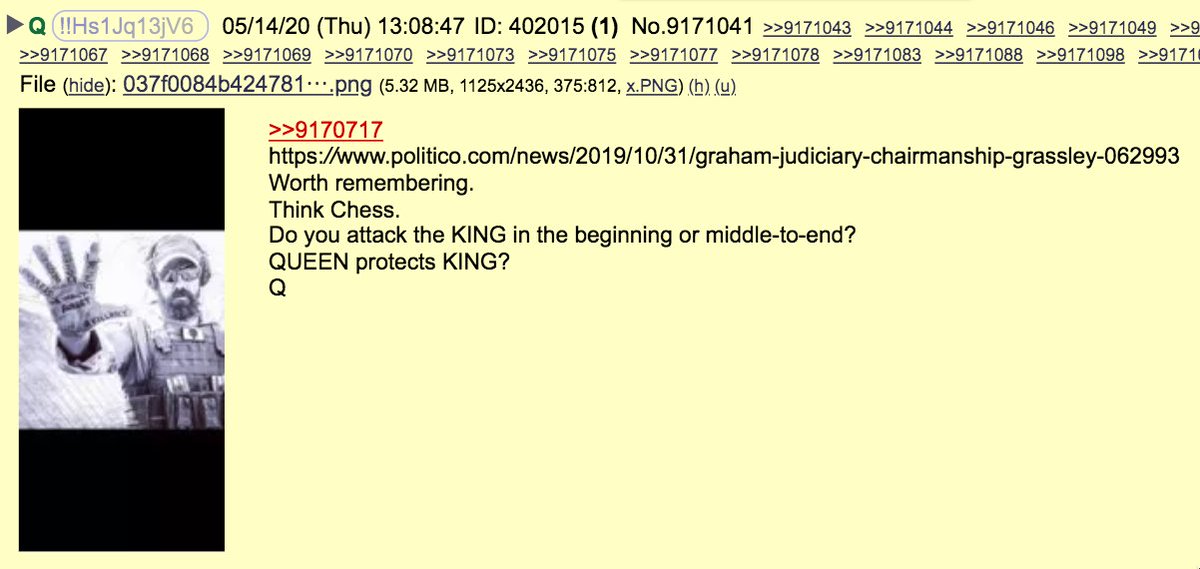 ▶Q !!Hs1Jq13jV6 05/14/20 (Thu) 13:08:47 ID: 402015 (1) No.9171041 >>9171043 >>9171044 >>9171046 >>9171049 >>9
>>9171067 >>9171068 >>9171069 >>9171070 >>9171073 >>9171075 >>9171077 >>9171078 >>9171083 >>9171088 >>9171098 >>9171
File (hide): 037f0084b424781⋯.png (5.32 MB, 1125x2436, 375:812, x.PNG) (h) (u)
>>9170717
https://www.politico.com/news/2019/10/31/graham-judiciary-chairmanship-grassley-062993
Worth remembering.
Think Chess.
Do you attack the KING in the beginning or middle-to-end?
QUEEN protects KING?
Q